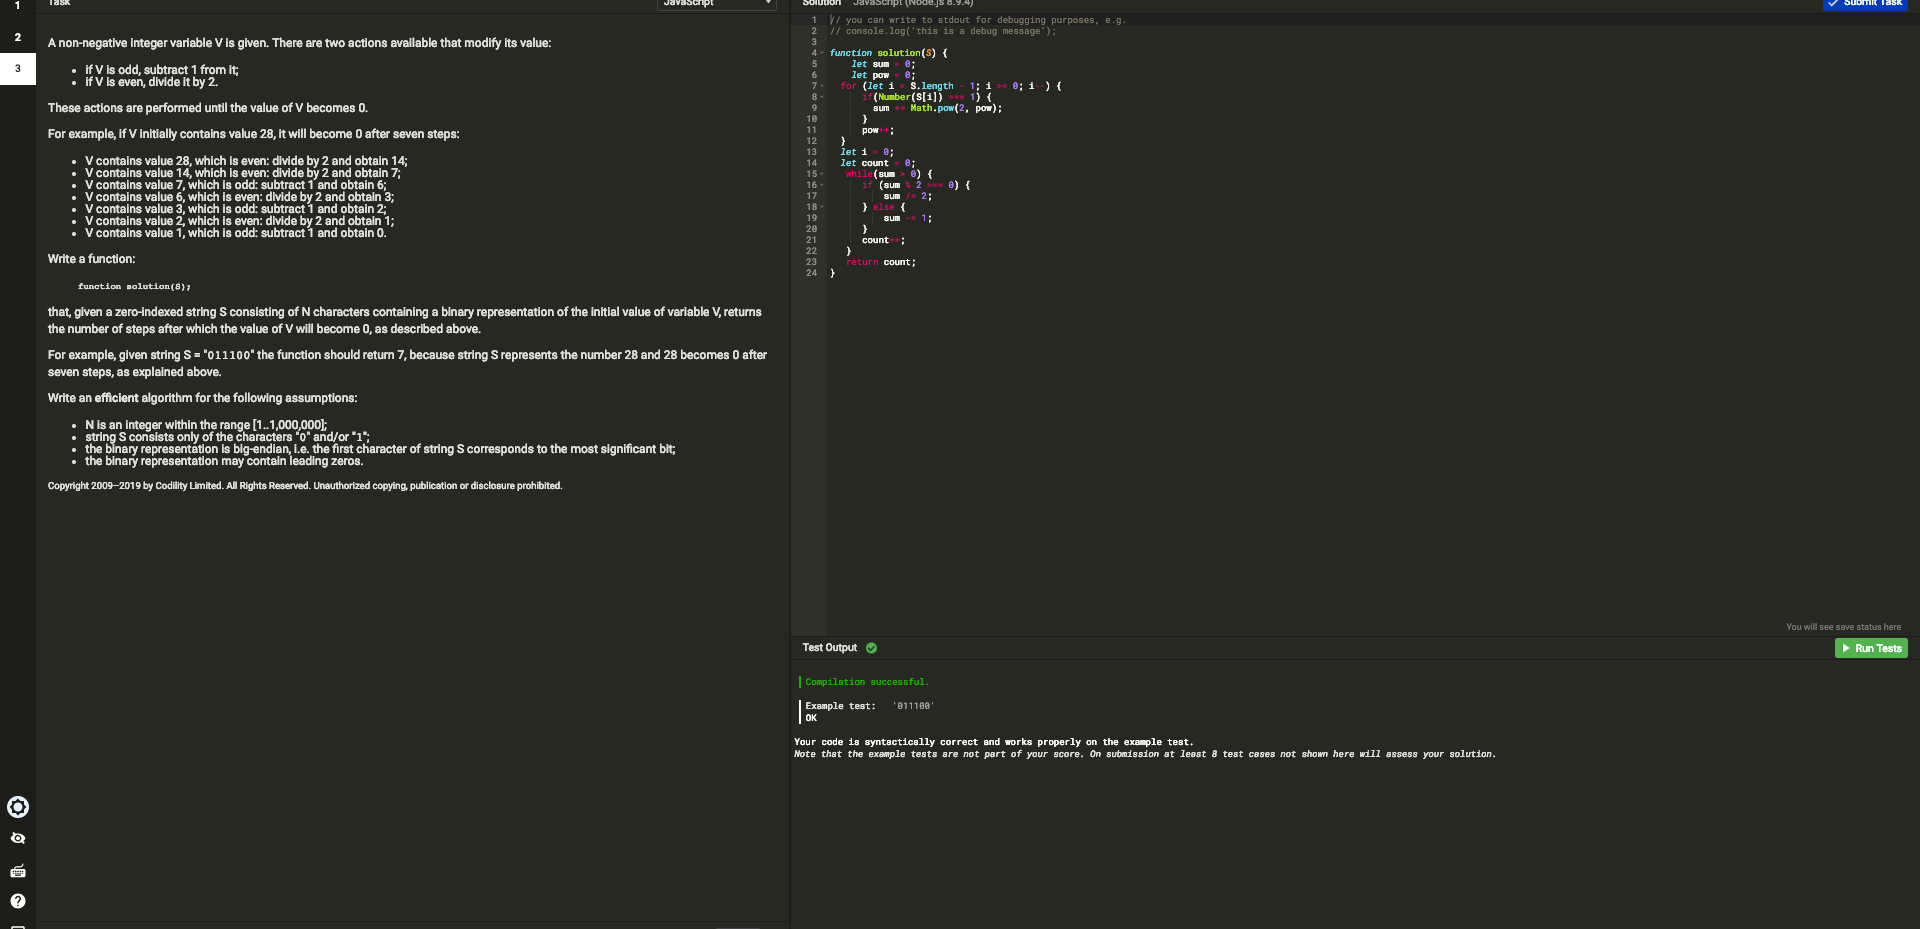 1
2
3
Task
JavaScript
A non-negative integer variable V is given. There are two actions available that modify its value:
if V is odd, subtract 1 from it;
if V is even, divide it by 2.
These actions are performed until the value of V becomes 0.
For example, if V initially contains value 28, it will become 0 after seven steps:
V contains value 28, which is even: divide by 2 and obtain 14;
V contains value 14, which is even: divide by 2 and obtain 7;
V contains value 7, which is odd: subtract 1 and obtain 6;
V contains value 6, which is even: divide by 2 and obtain 3;
V contains value 3, which is odd: subtract 1 and obtain 2;
V contains value 2, which is even: divide by 2 and obtain 1;
V contains value 1, which is odd: subtract 1 and obtain 0.
Write a function:
function solution(S);
that, given a zero-indexed string S consisting of N characters containing a binary representation of the initial value of variable V, returns
the number of steps after which the value of V will become 0, as described above.
For example, given string S = "011100" the function should return 7, because string S represents the number 28 and 28 becomes 0 after
seven steps, as explained above.
Write an efficient algorithm for the following assumptions:
N is an integer within the range [1..1,000,000];
string S consists only of the characters "0" and/or "1";
the binary representation is big-endian, i.e. the first character of string S corresponds to the most significant bit;
the binary representation may contain leading zeros.
Copyright 2009–2019 by Codility Limited. All Rights Reserved. Unauthorized copying, publication or disclosure prohibited.
Solution JavaScript (Node.js 8.9.4)
Submit Task
1 // you can write to stdout for debugging purposes, e.g.
2 // console.log('this is a debug message');
3
4 function solution(S) {
5 let sum = 0;
6 let pow = 0;
7 for (let i = S.length - 1; i >= 0; i--) {
8 if(Number(S[i]) === 1) {
9 sum += Math.pow(2, pow);
10 }
11 pow++;
12 }
13 let i = 0;
14 let count = 0;
15 while(sum > 0) {
16 if (sum % 2 === 0) {
17 sum /= 2;
18 } else {
19 sum -= 1;
20 }
21 count++;
22 }
23 return count;
24 }
You will see save status here
Test Output
Run Tests
Compilation successful.
Example test: '011100'
OK
Your code is syntactically correct and works properly on the example test.
Note that the example tests are not part of your score. On submission at least 8 test cases not shown here will assess your solution.